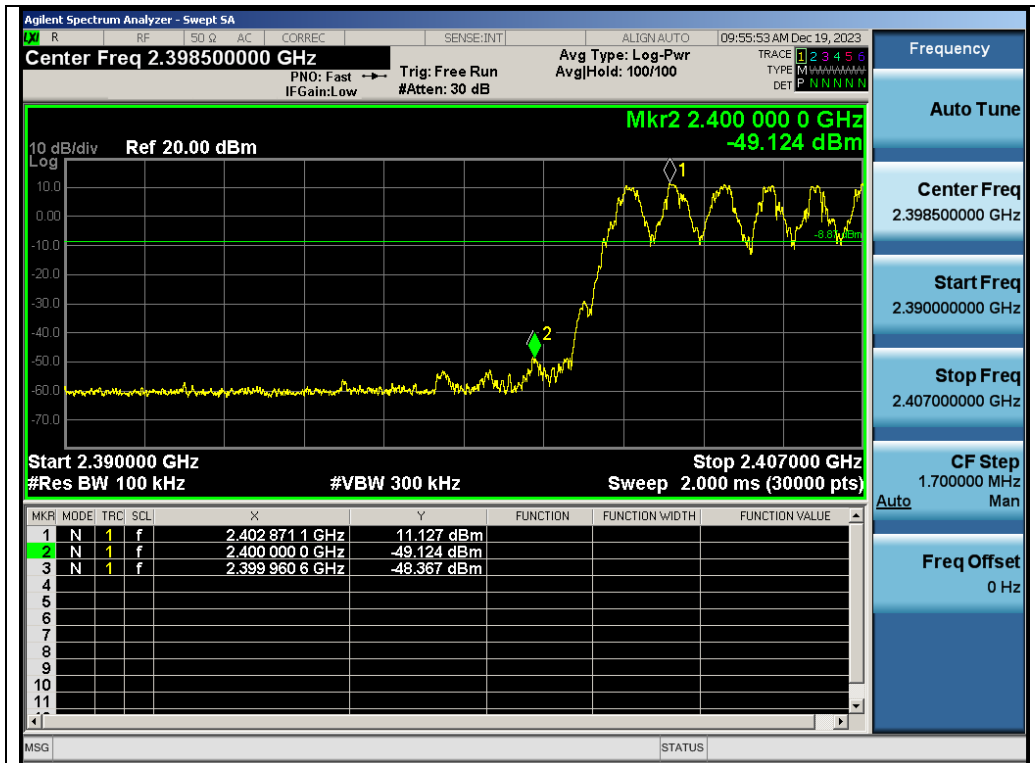 Agilent Spectrum Analyzer - Swept SA
LXI R RF 50 Ω AC CORREC SENSE:INT ALIGN AUTO 09:55:53 AM Dec 19, 2023
Center Freq 2.398500000 GHz
PNO: Fast
IFGain:Low
Trig: Free Run
#Atten: 30 dB
Avg Type: Log-Pwr
Avg|Hold: 100/100
TRACE 1 2 3 4 5 6
TYPE M W W W W W
DET P N N N N N
Mkr2 2.400 000 0 GHz
-49.124 dBm
10 dB/div Ref 20.00 dBm
Log
10.0
0.00
-10.0
-20.0
-30.0
-40.0
-50.0
-60.0
-70.0
1
2
-8.87 dBm
Start 2.390000 GHz Stop 2.407000 GHz
#Res BW 100 kHz #VBW 300 kHz Sweep 2.000 ms (30000 pts)
MKR MODE TRC SCL X Y FUNCTION FUNCTION WIDTH FUNCTION VALUE
1 N 1 f 2.402 871 1 GHz 11.127 dBm
2 N 1 f 2.400 000 0 GHz -49.124 dBm
3 N 1 f 2.399 960 6 GHz -48.367 dBm
4
5
6
7
8
9
10
11
MSG STATUS
Frequency
Auto Tune
Center Freq
2.398500000 GHz
Start Freq
2.390000000 GHz
Stop Freq
2.407000000 GHz
CF Step
1.700000 MHz
Auto Man
Freq Offset
0 Hz